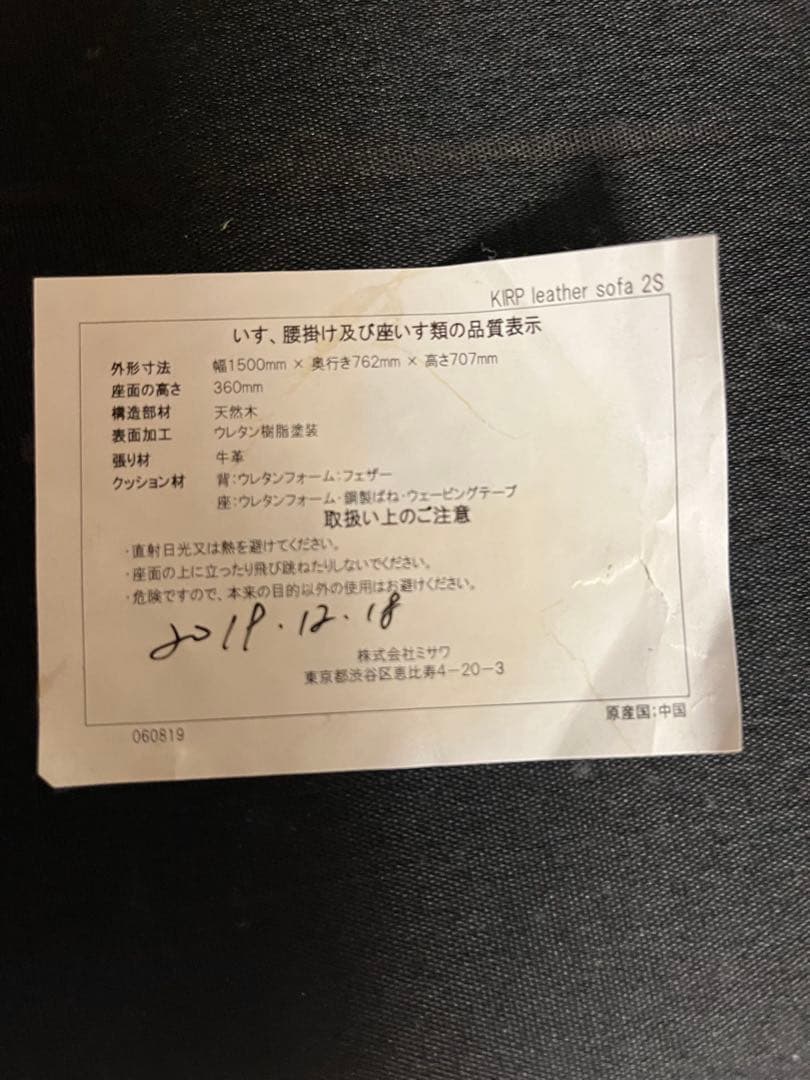 KIRP leather sofa 2S
いす、腰掛け及び座いす類の品質表示
外形寸法 幅1500mm × 奥行き762mm × 高さ707mm
座面の高さ 360mm
構造部材 天然木
表面加工 ウレタン樹脂塗装
張り材 牛革
クッション材 背:ウレタンフォーム:フェザー
座:ウレタンフォーム・鋼製ばね・ウェービングテープ
取扱い上のご注意
・直射日光又は熱を避けてください。
・座面の上に立ったり飛び跳ねたりしないでください。
・危険ですので、本来の目的以外の使用はお避けください。
2019.12.18
株式会社ミサワ
東京都渋谷区恵比寿4-20-3
原産国:中国
060819